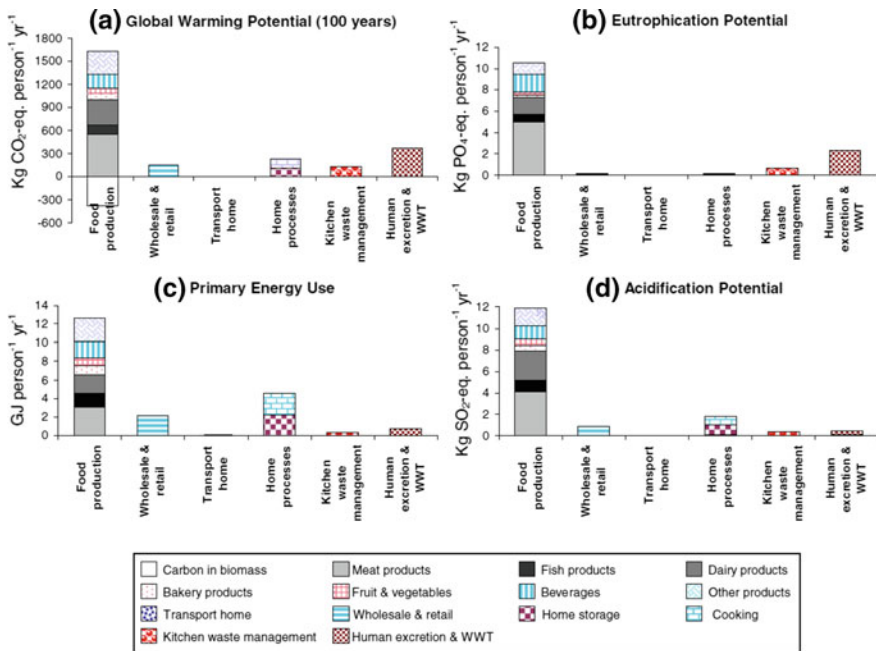 (a) Global Warming Potential (100 years)
Kg CO₂-eq. person⁻¹ yr⁻¹
1800
1500
1200
900
600
300
0
-300
-600
Food production
Wholesale & retail
Transport home
Home processes
Kitchen waste management
Human excretion & WWT
(b) Eutrophication Potential
Kg PO₄-eq. person⁻¹ yr⁻¹
12
10
8
6
4
2
0
Food production
Wholesale & retail
Transport home
Home processes
Kitchen waste management
Human excretion & WWT
(c) Primary Energy Use
GJ person⁻¹ yr⁻¹
14
12
10
8
6
4
2
0
Food production
Wholesale & retail
Transport home
Home processes
Kitchen waste management
Human excretion & WWT
(d) Acidification Potential
Kg SO₂-eq. person⁻¹ yr⁻¹
12
10
8
6
4
2
0
Food production
Wholesale & retail
Transport home
Home processes
Kitchen waste management
Human excretion & WWT
Carbon in biomass
Meat products
Fish products
Dairy products
Bakery products
Fruit & vegetables
Beverages
Other products
Transport home
Wholesale & retail
Home storage
Cooking
Kitchen waste management
Human excretion & WWT